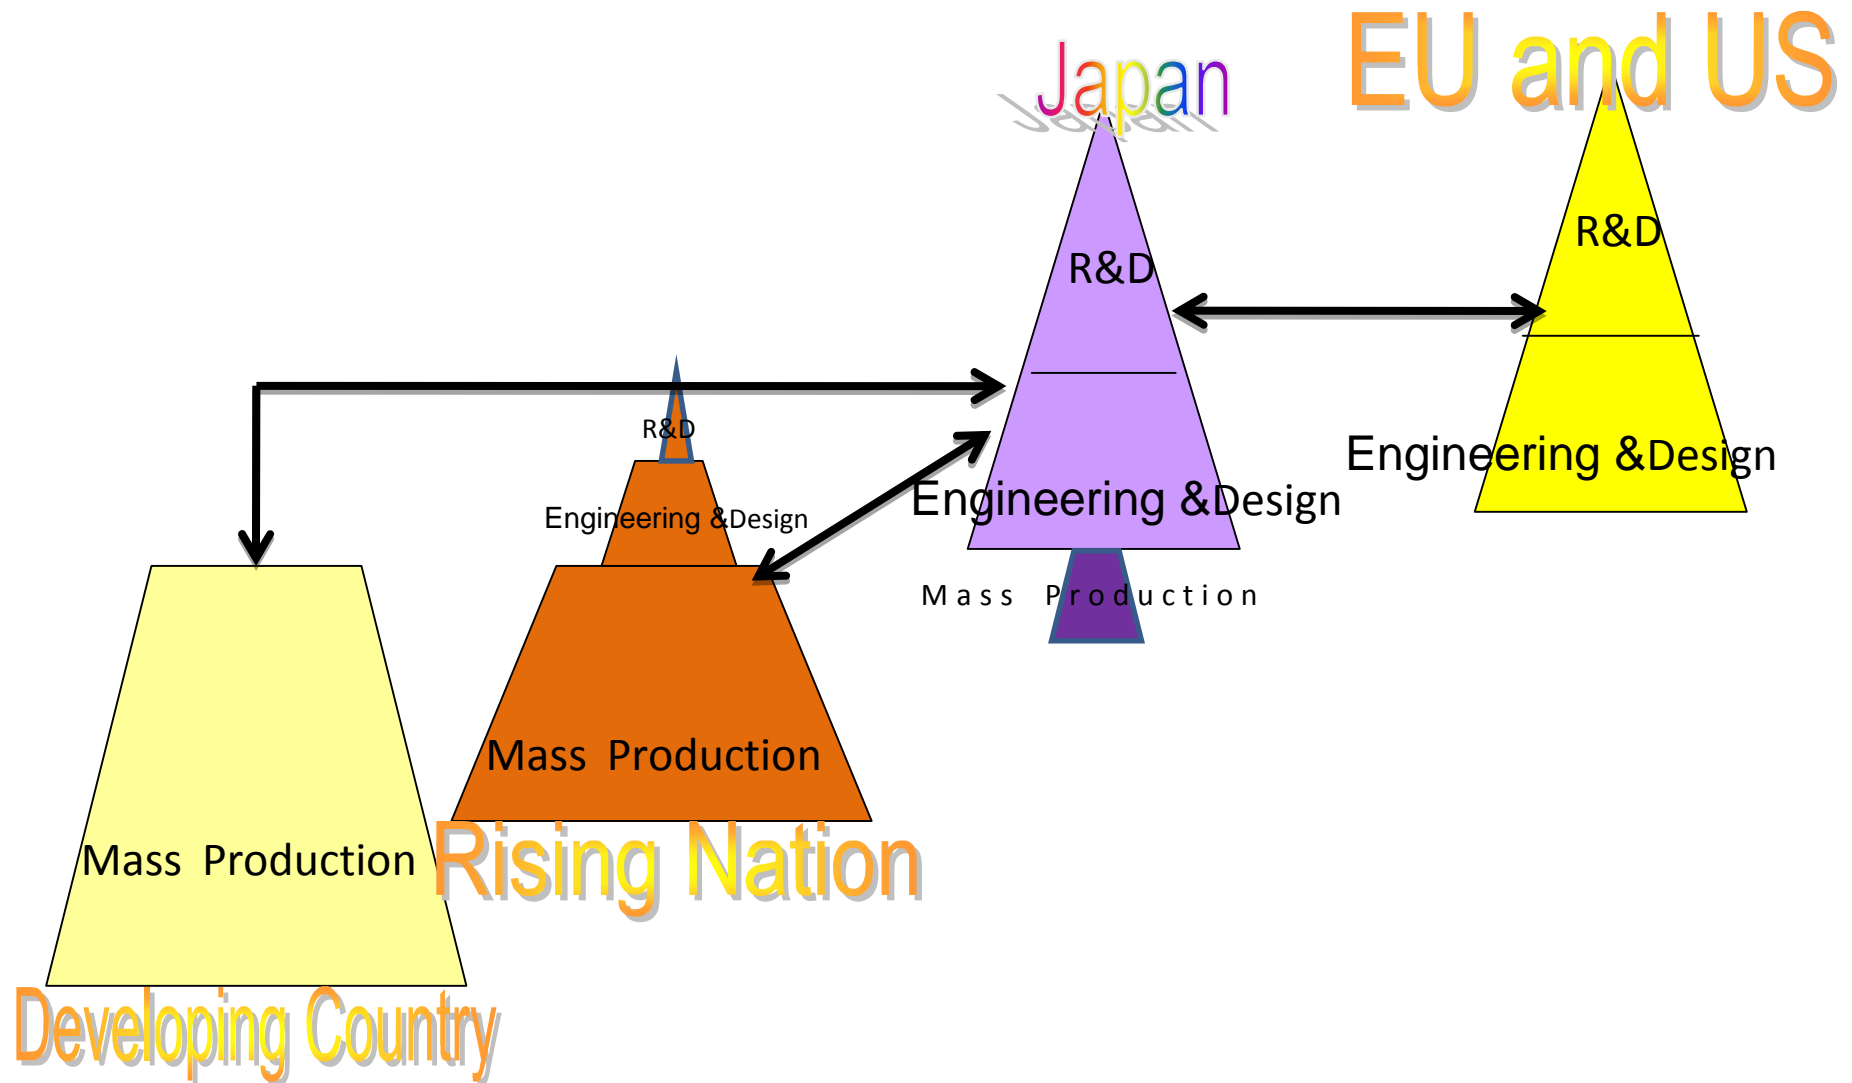 EU and US
Japan
R&D
R&D
R&D
Engineering &Design
Engineering &Design
Engineering &Design
Mass Production
Mass Production
Mass Production
Rising Nation
Developing Country